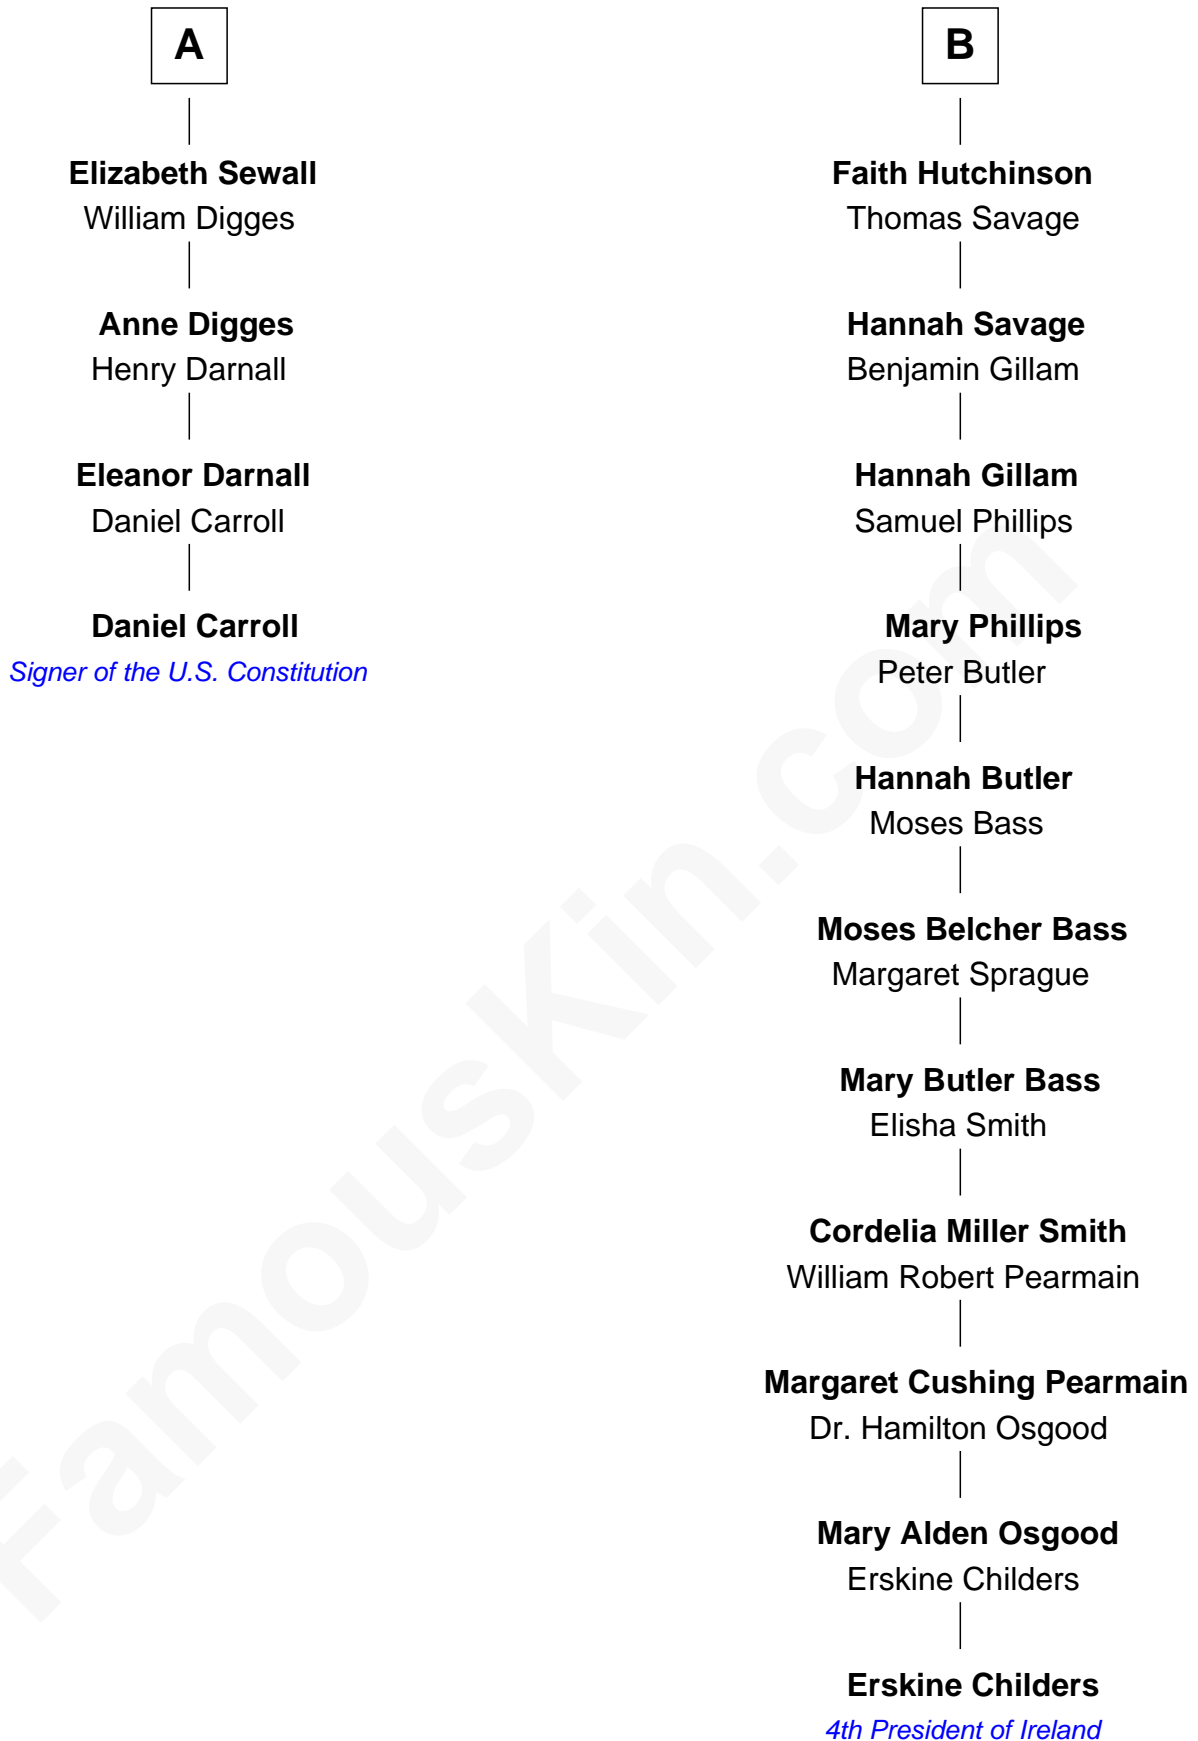 A
Elizabeth Sewall
William Digges
Anne Digges
Henry Darnall
Eleanor Darnall
Daniel Carroll
Daniel Carroll
Signer of the U.S. Constitution
B
Faith Hutchinson
Thomas Savage
Hannah Savage
Benjamin Gillam
Hannah Gillam
Samuel Phillips
Mary Phillips
Peter Butler
Hannah Butler
Moses Bass
Moses Belcher Bass
Margaret Sprague
Mary Butler Bass
Elisha Smith
Cordelia Miller Smith
William Robert Pearmain
Margaret Cushing Pearmain
Dr. Hamilton Osgood
Mary Alden Osgood
Erskine Childers
Erskine Childers
4th President of Ireland
FamousKin.com